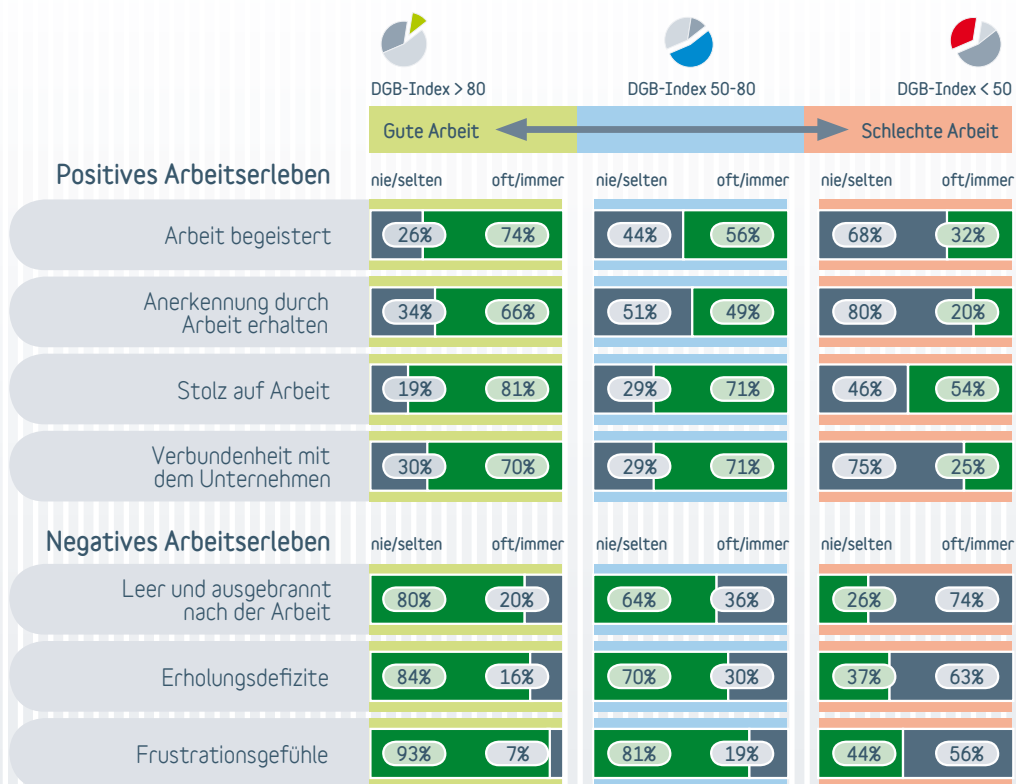 DGB-Index > 80 DGB-Index 50-80 DGB-Index < 50
Gute Arbeit Schlechte Arbeit
Positives Arbeitserleben nie/selten oft/immer nie/selten oft/immer nie/selten oft/immer
Arbeit begeistert 26% 74% 44% 56% 68% 32%
Anerkennung durch
Arbeit erhalten 34% 66% 51% 49% 80% 20%
Stolz auf Arbeit 19% 81% 29% 71% 46% 54%
Verbundenheit mit
dem Unternehmen 30% 70% 29% 71% 75% 25%
Negatives Arbeitserleben nie/selten oft/immer nie/selten oft/immer nie/selten oft/immer
Leer und ausgebrannt
nach der Arbeit 80% 20% 64% 36% 26% 74%
Erholungsdefizite 84% 16% 70% 30% 37% 63%
Frustrationsgefühle 93% 7% 81% 19% 44% 56%